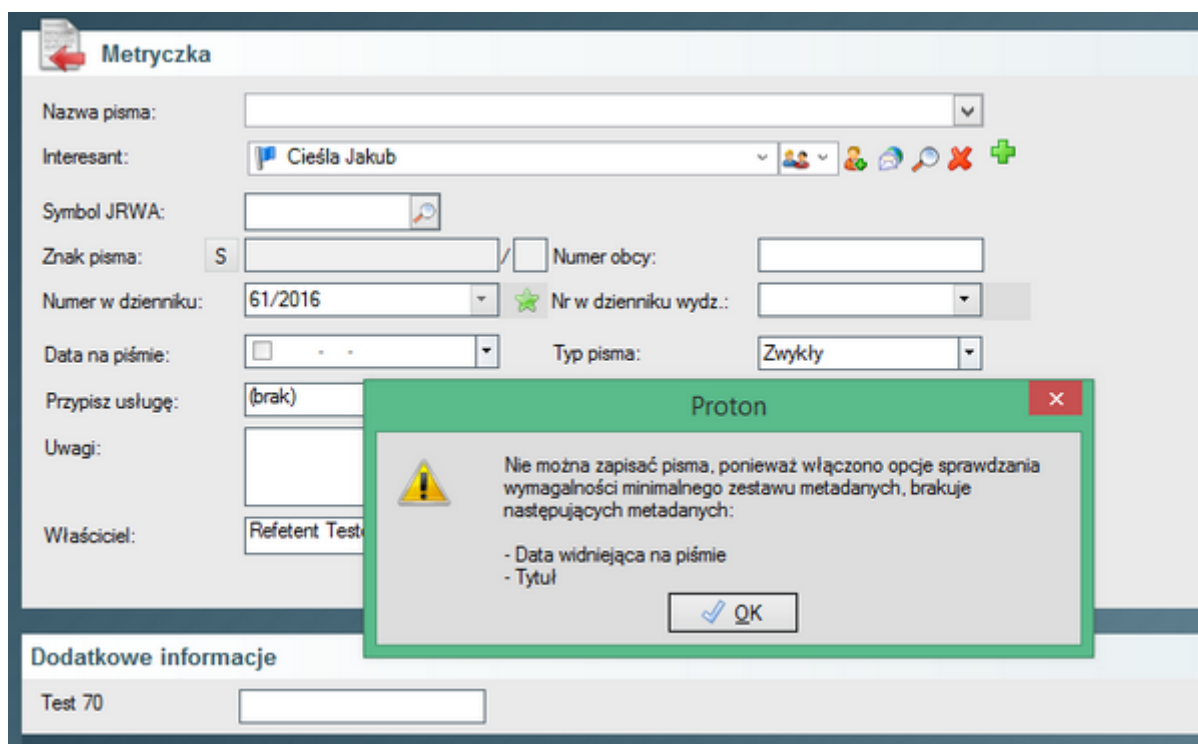 Metryczka
Nazwa pisma:
Interesant: Cieśla Jakub
Symbol JRWA:
Znak pisma: S / Numer obcy:
Numer w dzienniku: 61/2016 Nr w dzienniku wydz.:
Data na piśmie: - - Typ pisma: Zwykły
Przypisz usługę: (brak)
Uwagi:
Właściciel: Refetent
Proton
Nie można zapisać pisma, ponieważ włączono opcje sprawdzania
wymagalności minimalnego zestawu metadanych, brakuje
następujących metadanych:
- Data widniejąca na piśmie
- Tytuł
OK
Dodatkowe informacje
Test 70